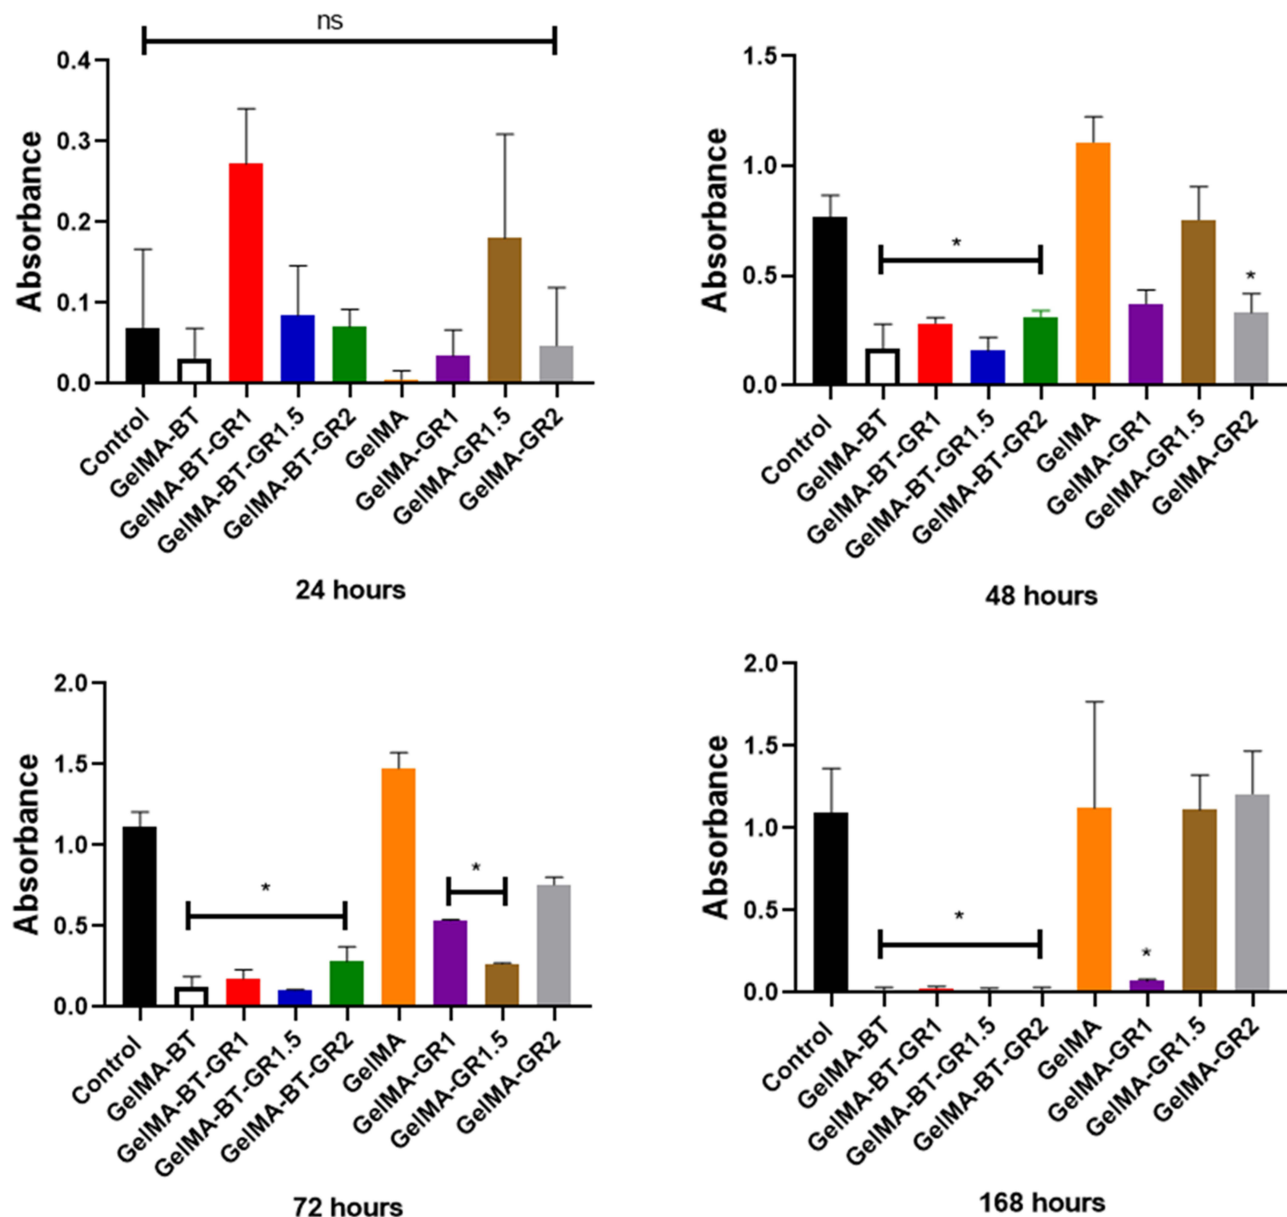 ns
Absorbance
0.4
0.3
0.2
0.1
0.0
Control
GelMA-BT
GelMA-BT-GR1
GelMA-BT-GR1.5
GelMA-BT-GR2
GelMA
GelMA-GR1
GelMA-GR1.5
GelMA-GR2
24 hours
Absorbance
1.5
1.0
0.5
0.0
*
*
Control
GelMA-BT
GelMA-BT-GR1
GelMA-BT-GR1.5
GelMA-BT-GR2
GelMA
GelMA-GR1
GelMA-GR1.5
GelMA-GR2
48 hours
Absorbance
2.0
1.5
1.0
0.5
0.0
*
*
Control
GelMA-BT
GelMA-BT-GR1
GelMA-BT-GR1.5
GelMA-BT-GR2
GelMA
GelMA-GR1
GelMA-GR1.5
GelMA-GR2
72 hours
Absorbance
2.0
1.5
1.0
0.5
0.0
*
*
Control
GelMA-BT
GelMA-BT-GR1
GelMA-BT-GR1.5
GelMA-BT-GR2
GelMA
GelMA-GR1
GelMA-GR1.5
GelMA-GR2
168 hours